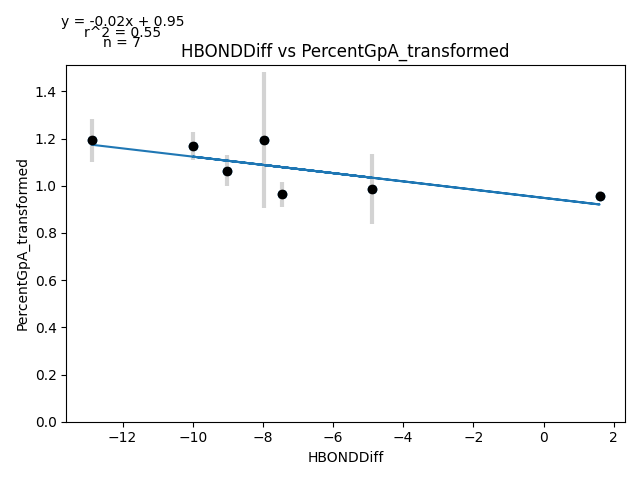 y = -0.02x + 0.95
r^2 = 0.55
n = 7
HBONDDiff vs PercentGpA_transformed
PercentGpA_transformed
1.4
1.2
1.0
0.8
0.6
0.4
0.2
0.0
−12 −10 −8 −6 −4 −2 0 2
HBONDDiff